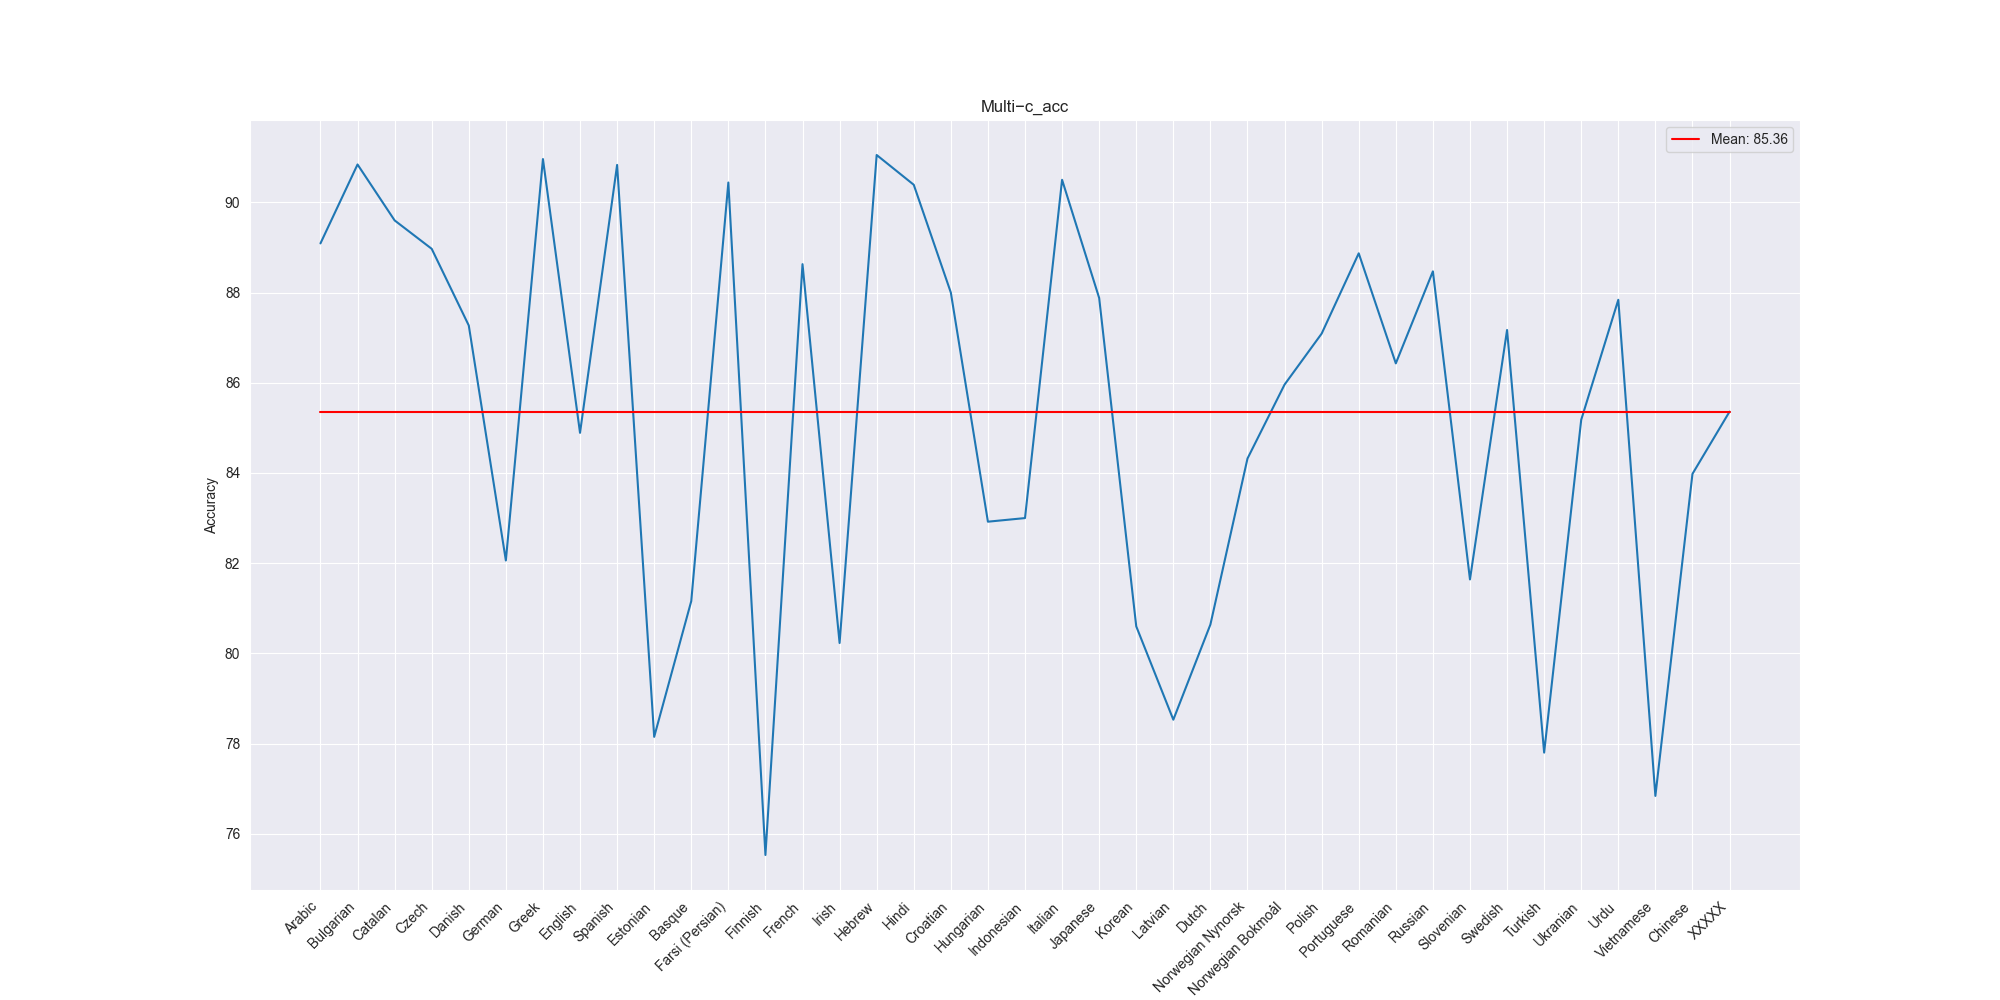 Multi−c_acc
Mean: 85.36
90
88
86
84
82
80
78
76
Accuracy
Arabic
Bulgarian
Catalan
Czech
Danish
German
Greek
English
Spanish
Estonian
Basque
Farsi (Persian)
Finnish
French
Irish
Hebrew
Hindi
Croatian
Hungarian
Indonesian
Italian
Japanese
Korean
Latvian
Dutch
Norwegian Nynorsk
Norwegian Bokmoål
Polish
Portuguese
Romanian
Russian
Slovenian
Swedish
Turkish
Ukranian
Urdu
Vietnamese
Chinese
XXXXX